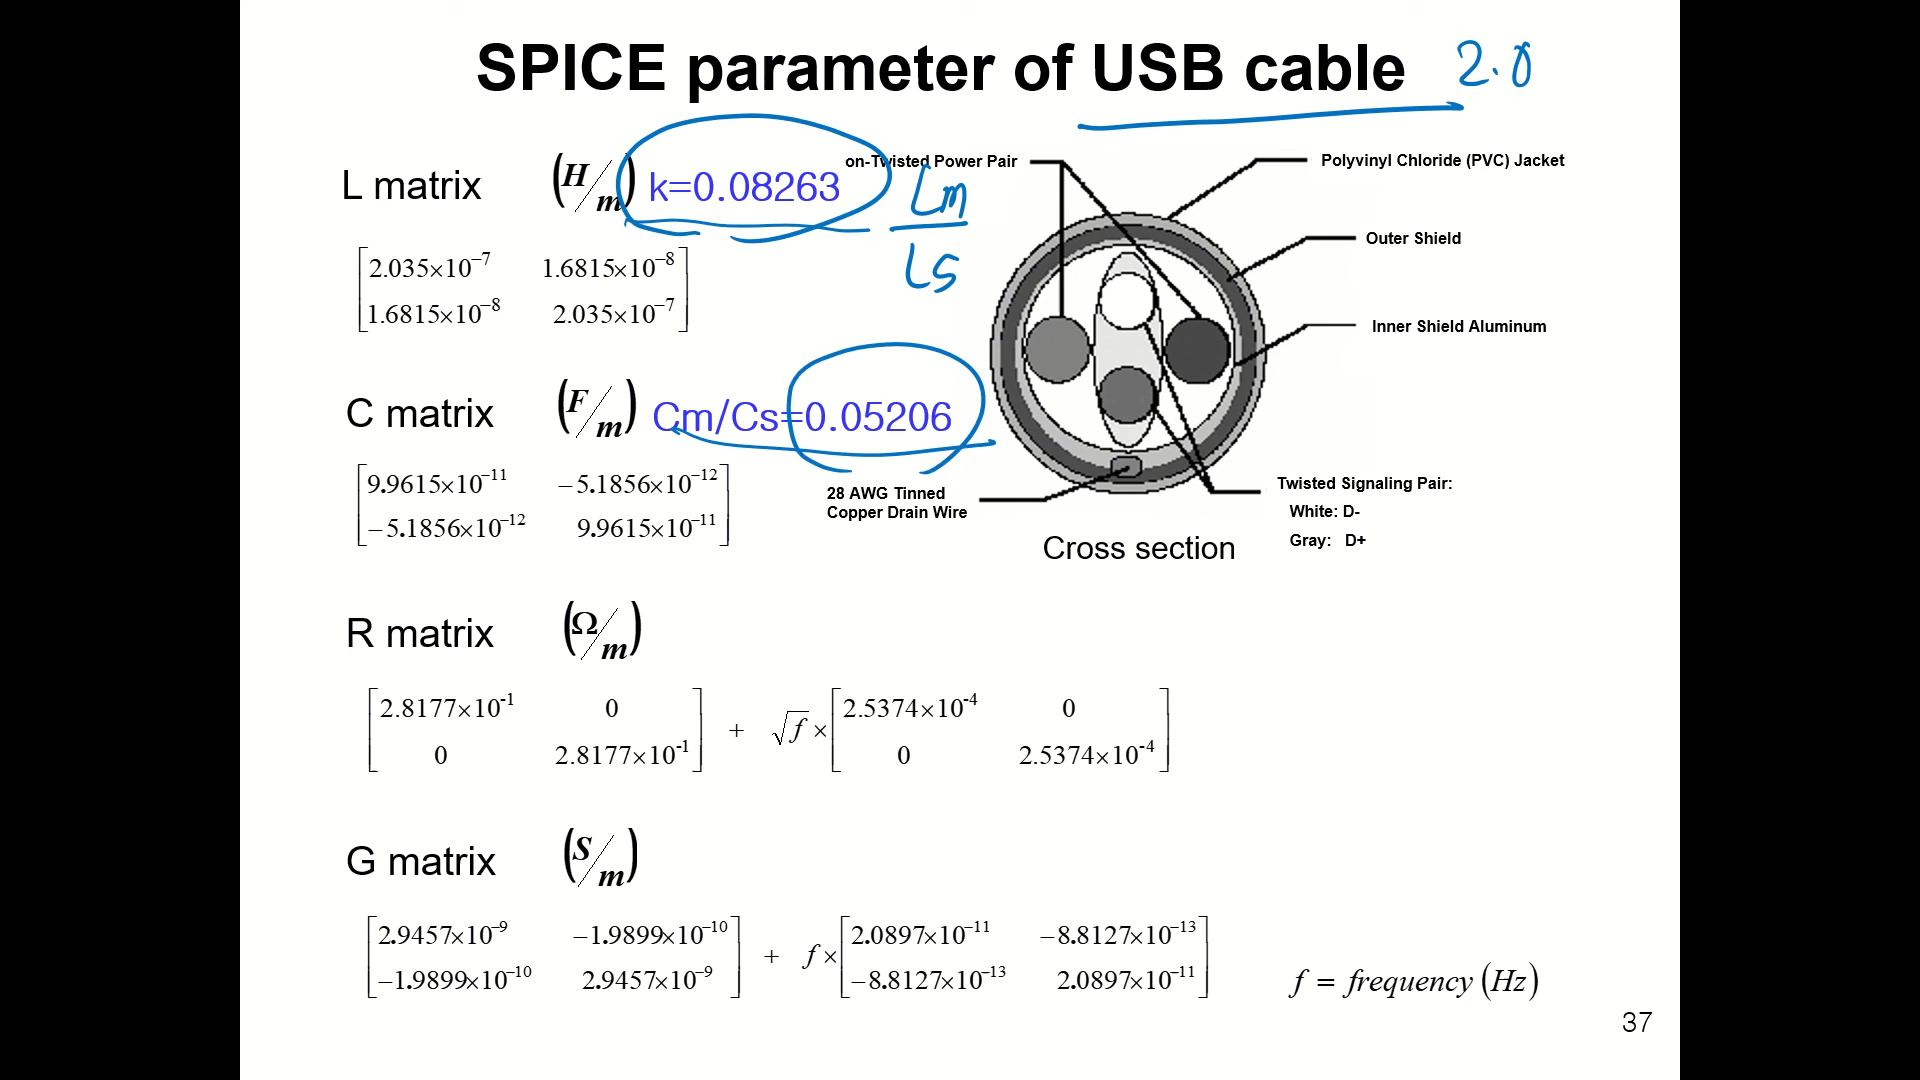 SPICE parameter of USB cable 2.0
L matrix (H/m) k=0.08263
Lm
Ls
[2.035×10⁻⁷ 1.6815×10⁻⁸]
[1.6815×10⁻⁸ 2.035×10⁻⁷]
C matrix (F/m) Cm/Cs=0.05206
[9.9615×10⁻¹¹ −5.1856×10⁻¹²]
[−5.1856×10⁻¹² 9.9615×10⁻¹¹]
on-Twisted Power Pair
Polyvinyl Chloride (PVC) Jacket
Outer Shield
Inner Shield Aluminum
28 AWG Tinned
Copper Drain Wire
Twisted Signaling Pair:
White: D-
Gray: D+
Cross section
R matrix (Ω/m)
[2.8177×10⁻¹ 0] + √f × [2.5374×10⁻⁴ 0]
[0 2.8177×10⁻¹] [0 2.5374×10⁻⁴]
G matrix (S/m)
[2.9457×10⁻⁹ −1.9899×10⁻¹⁰] + f × [2.0897×10⁻¹¹ −8.8127×10⁻¹³]
[−1.9899×10⁻¹⁰ 2.9457×10⁻⁹] [−8.8127×10⁻¹³ 2.0897×10⁻¹¹]
f = frequency (Hz)
37